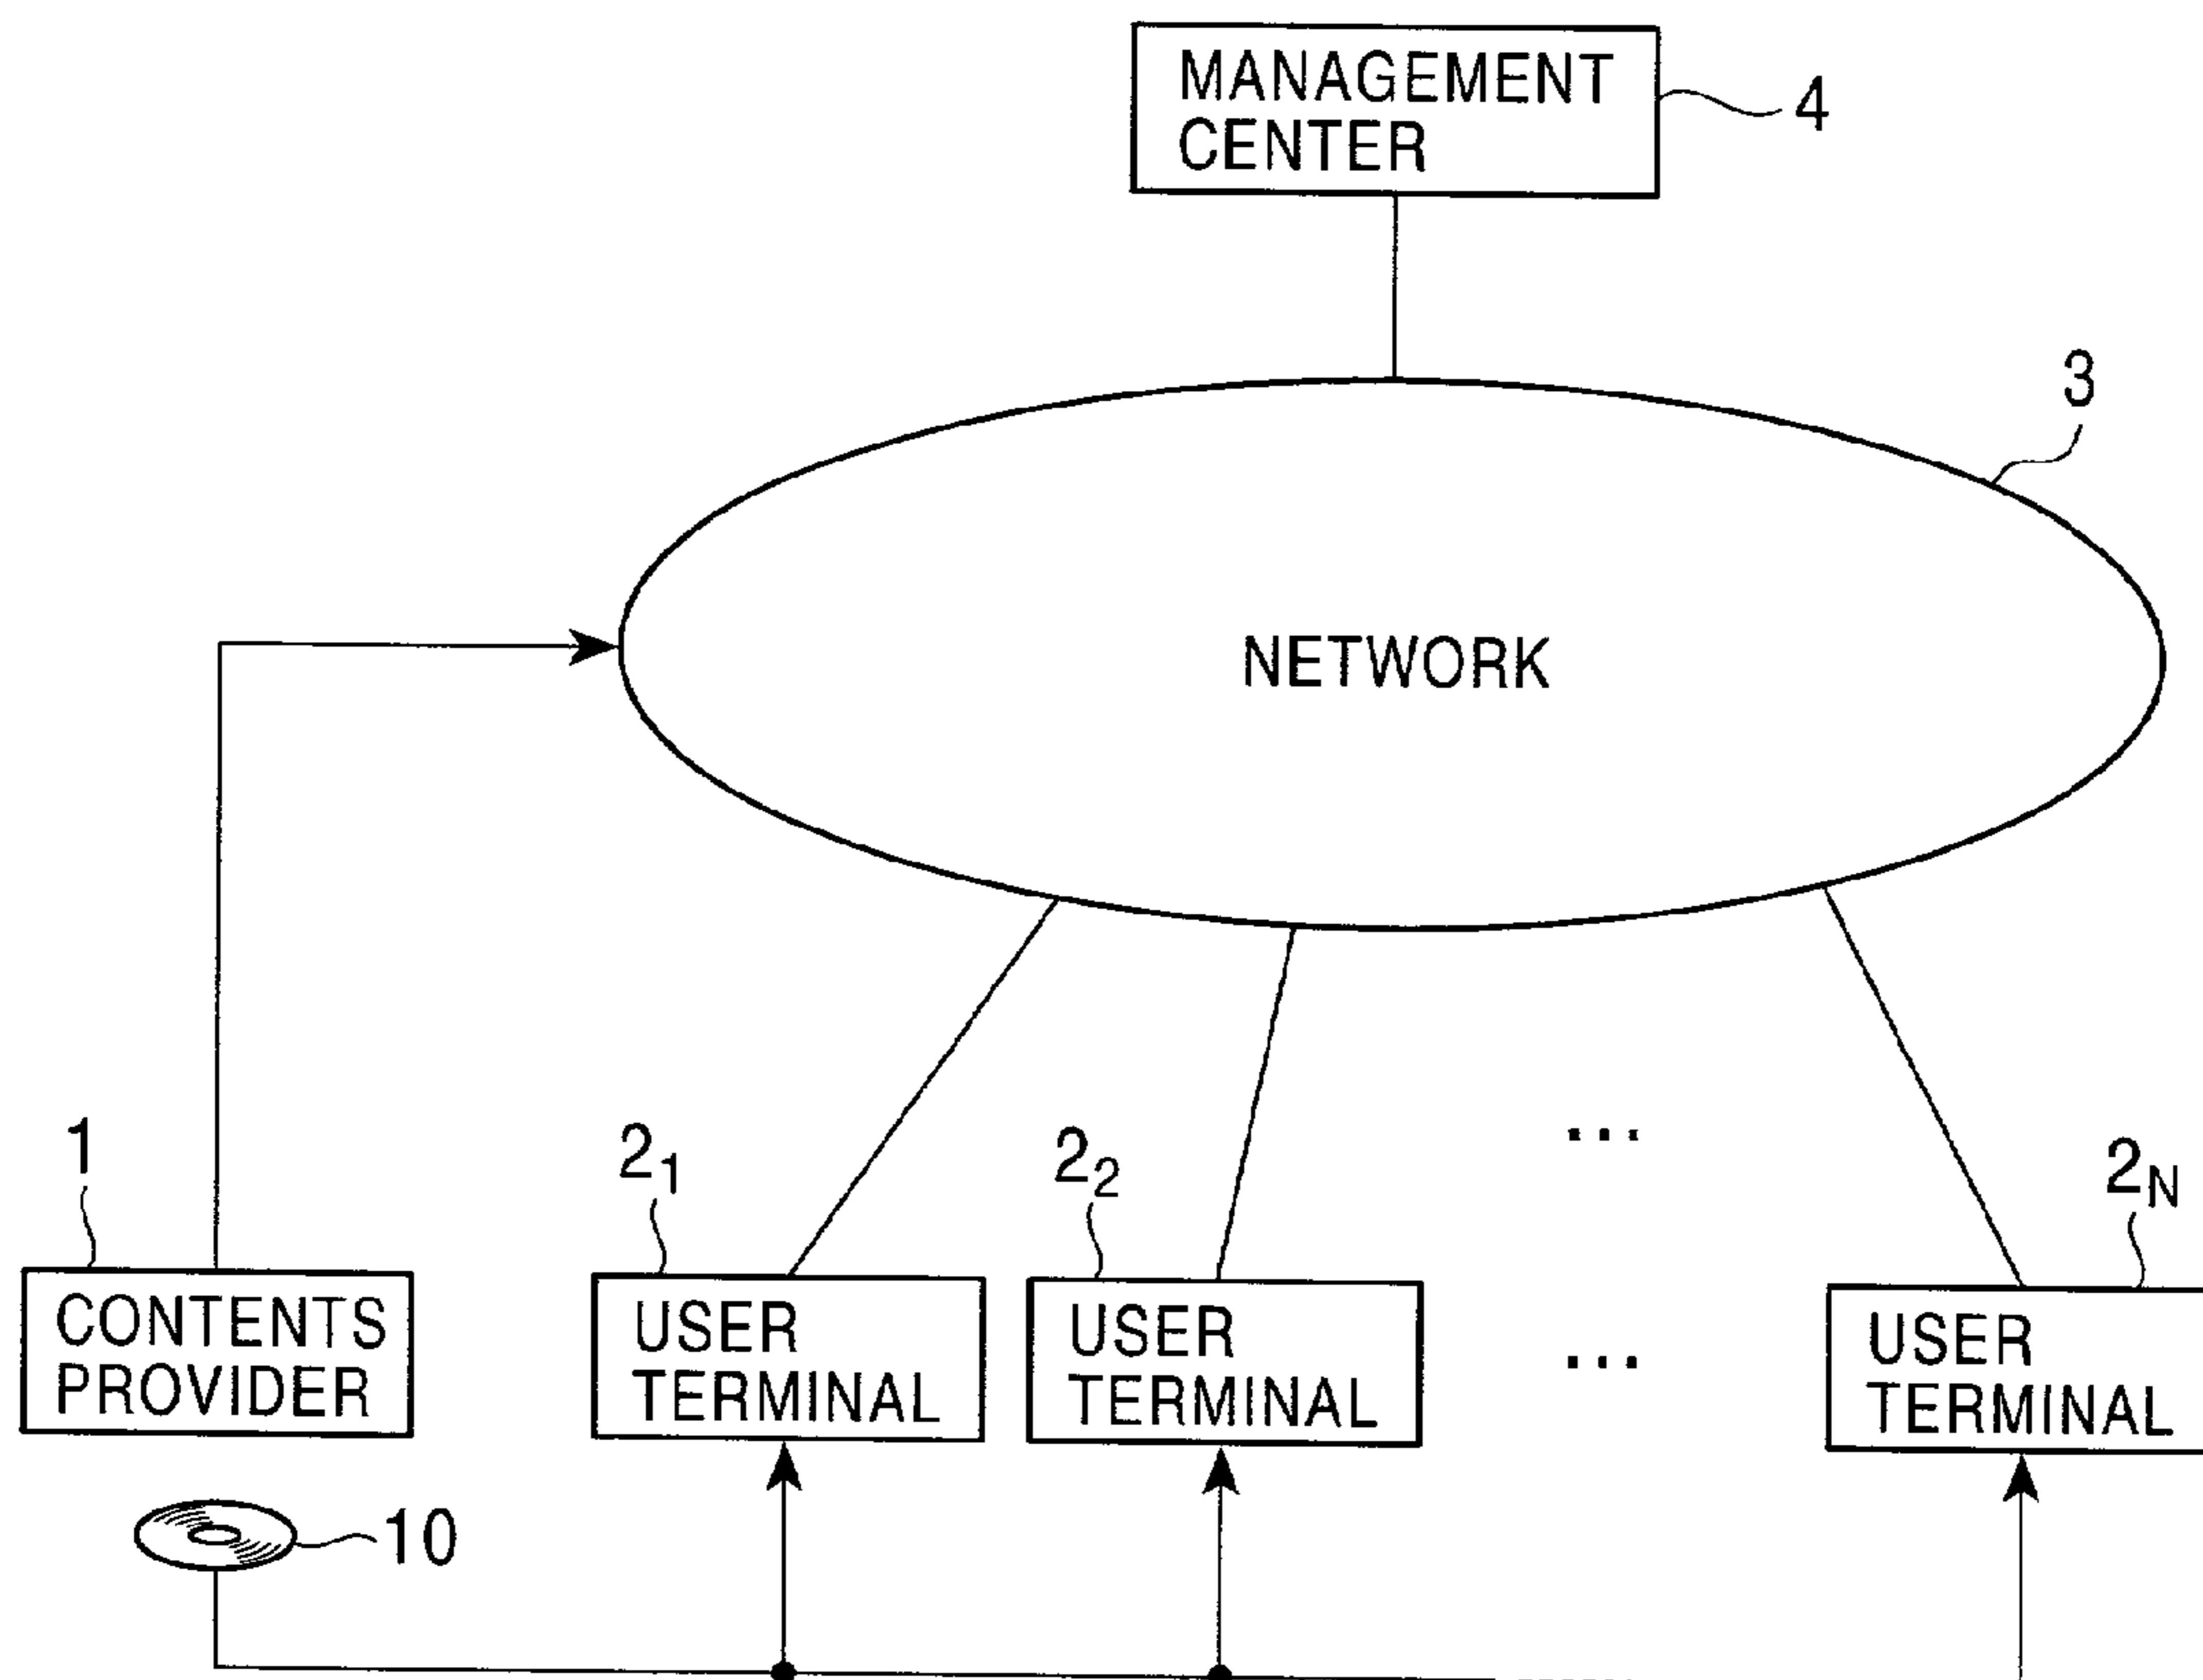 MANAGEMENT
CENTER
4
3
NETWORK
1
2₁
2₂
...
2N
CONTENTS
PROVIDER
USER
TERMINAL
USER
TERMINAL
...
USER
TERMINAL
10